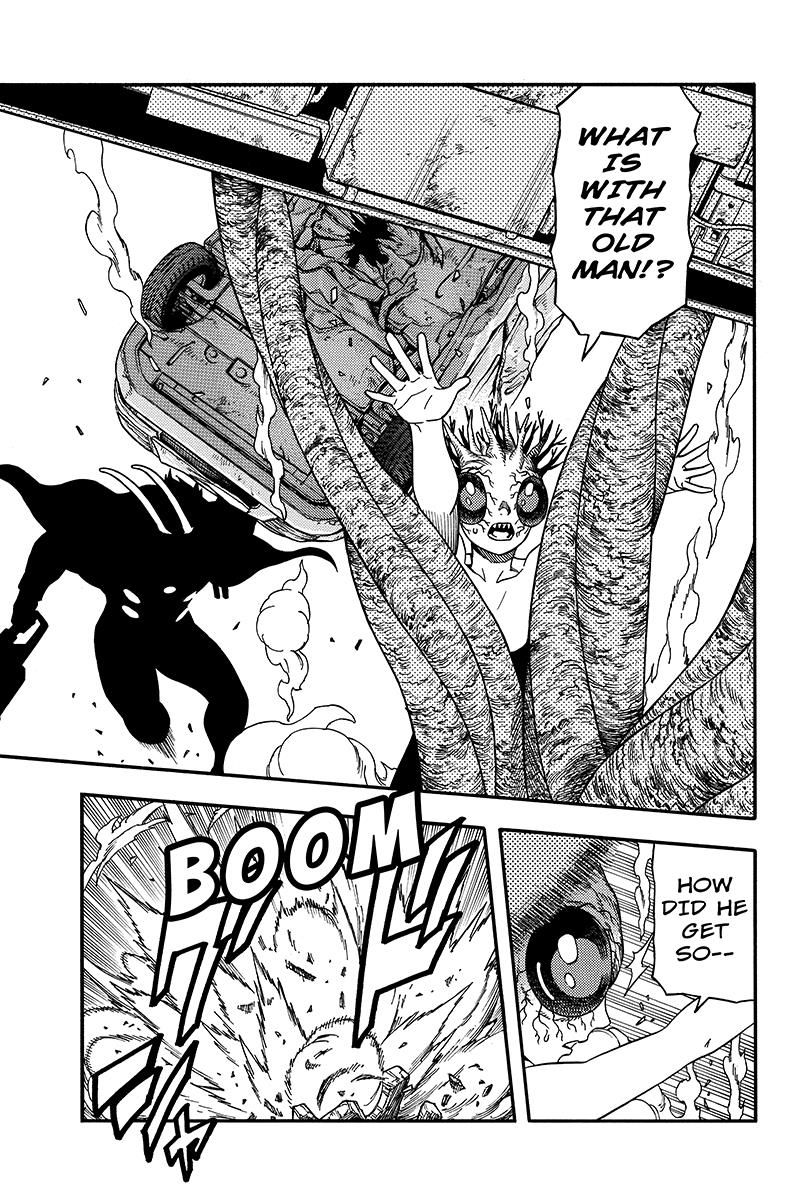 WHAT
IS
WITH
THAT
OLD
MAN!?
HOW
DID HE
GET
SO--
BOOM